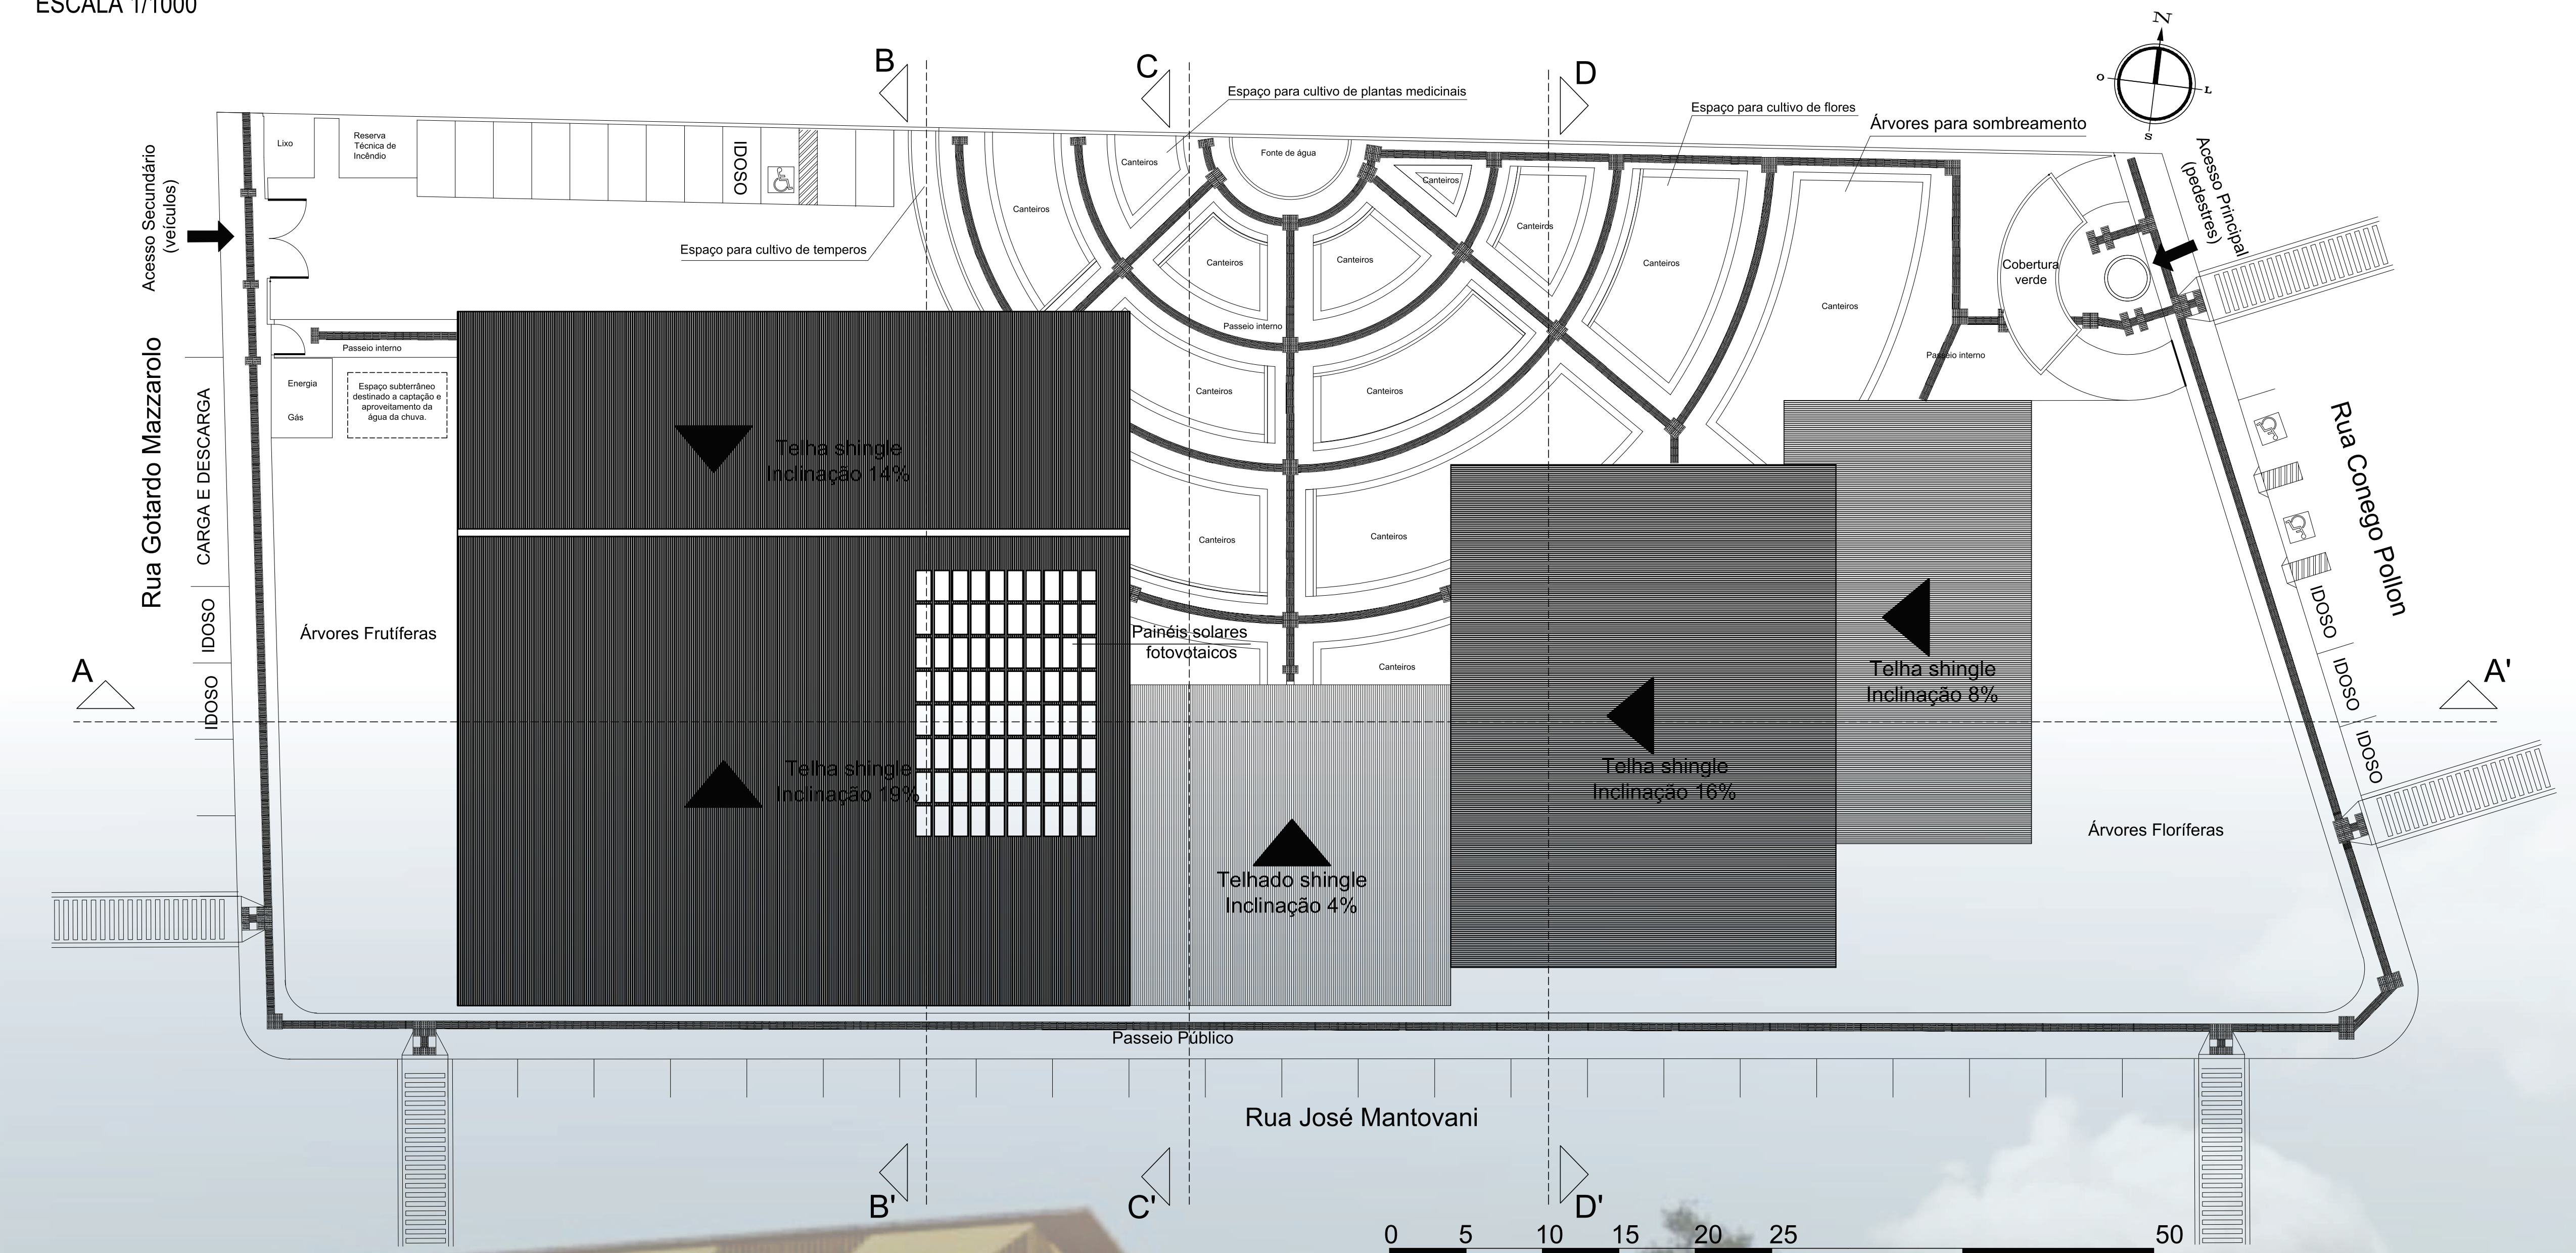 ESCALA 1/1000
N
O
L
S
B
C
D
Espaço para cultivo de plantas medicinais
Espaço para cultivo de flores
Árvores para sombreamento
Acesso Secundário
(veículos)
Lixo
Reserva
Técnica de
Incêndio
IDOSO
Canteiros
Fonte de água
Canteiros
Canteiros
Canteiros
Acesso Principal
(pedestres)
Espaço para cultivo de temperos
Canteiros
Canteiros
Canteiros
Cobertura
verde
Canteiros
Passeio interno
Passeio interno
Passeio interno
Rua Gotardo Mazzarolo
CARGA E DESCARGA
IDOSO
IDOSO
Energia
Gás
Espaço subterrâneo
destinado a captação e
aproveitamento da
água da chuva.
Canteiros
Canteiros
Rua Conego Pollon
Telha shingle
Inclinação 14%
Canteiros
Canteiros
IDOSO
IDOSO
IDOSO
Árvores Frutíferas
Painéis solares
fotovotaicos
Canteiros
Telha shingle
Inclinação 8%
A
A'
Telha shingle
Inclinação 19%
Telha shingle
Inclinação 16%
Árvores Floríferas
Telhado shingle
Inclinação 4%
Passeio Público
Rua José Mantovani
B'
C'
D'
0 5 10 15 20 25 50